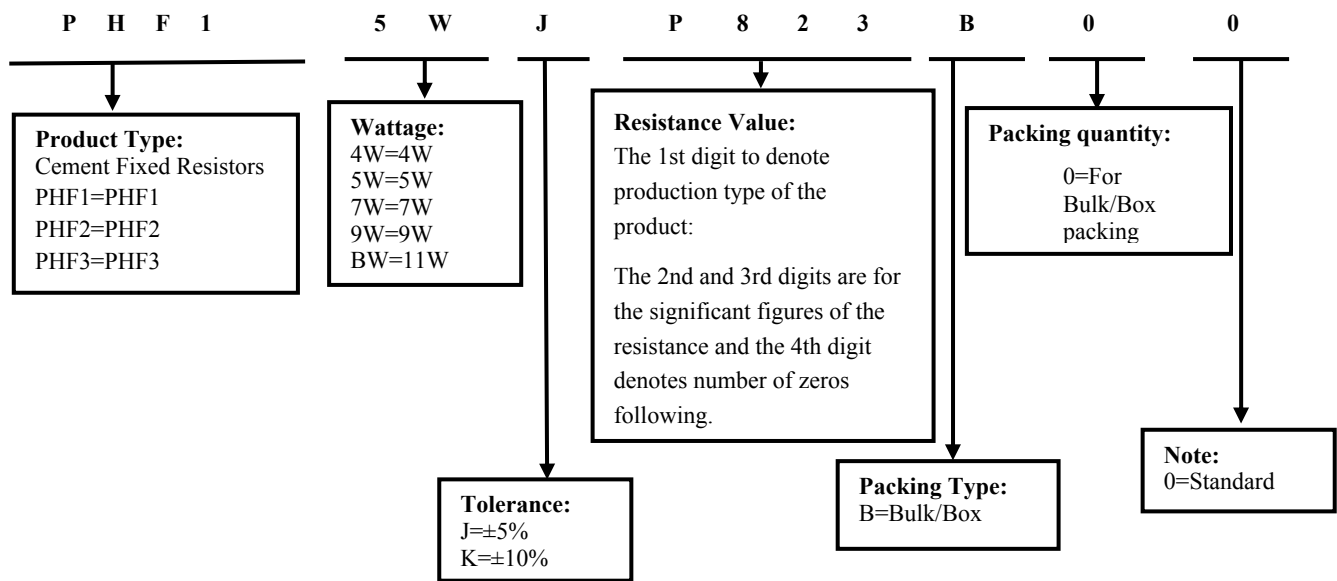 P H F 1 5 W J P 8 2 3 B 0 0
Product Type:
Cement Fixed Resistors
PHF1=PHF1
PHF2=PHF2
PHF3=PHF3
Wattage:
4W=4W
5W=5W
7W=7W
9W=9W
BW=11W
Tolerance:
J=±5%
K=±10%
Resistance Value:
The 1st digit to denote
production type of the
product:
The 2nd and 3rd digits are for
the significant figures of the
resistance and the 4th digit
denotes number of zeros
following.
Packing Type:
B=Bulk/Box
Packing quantity:
0=For
Bulk/Box
packing
Note:
0=Standard